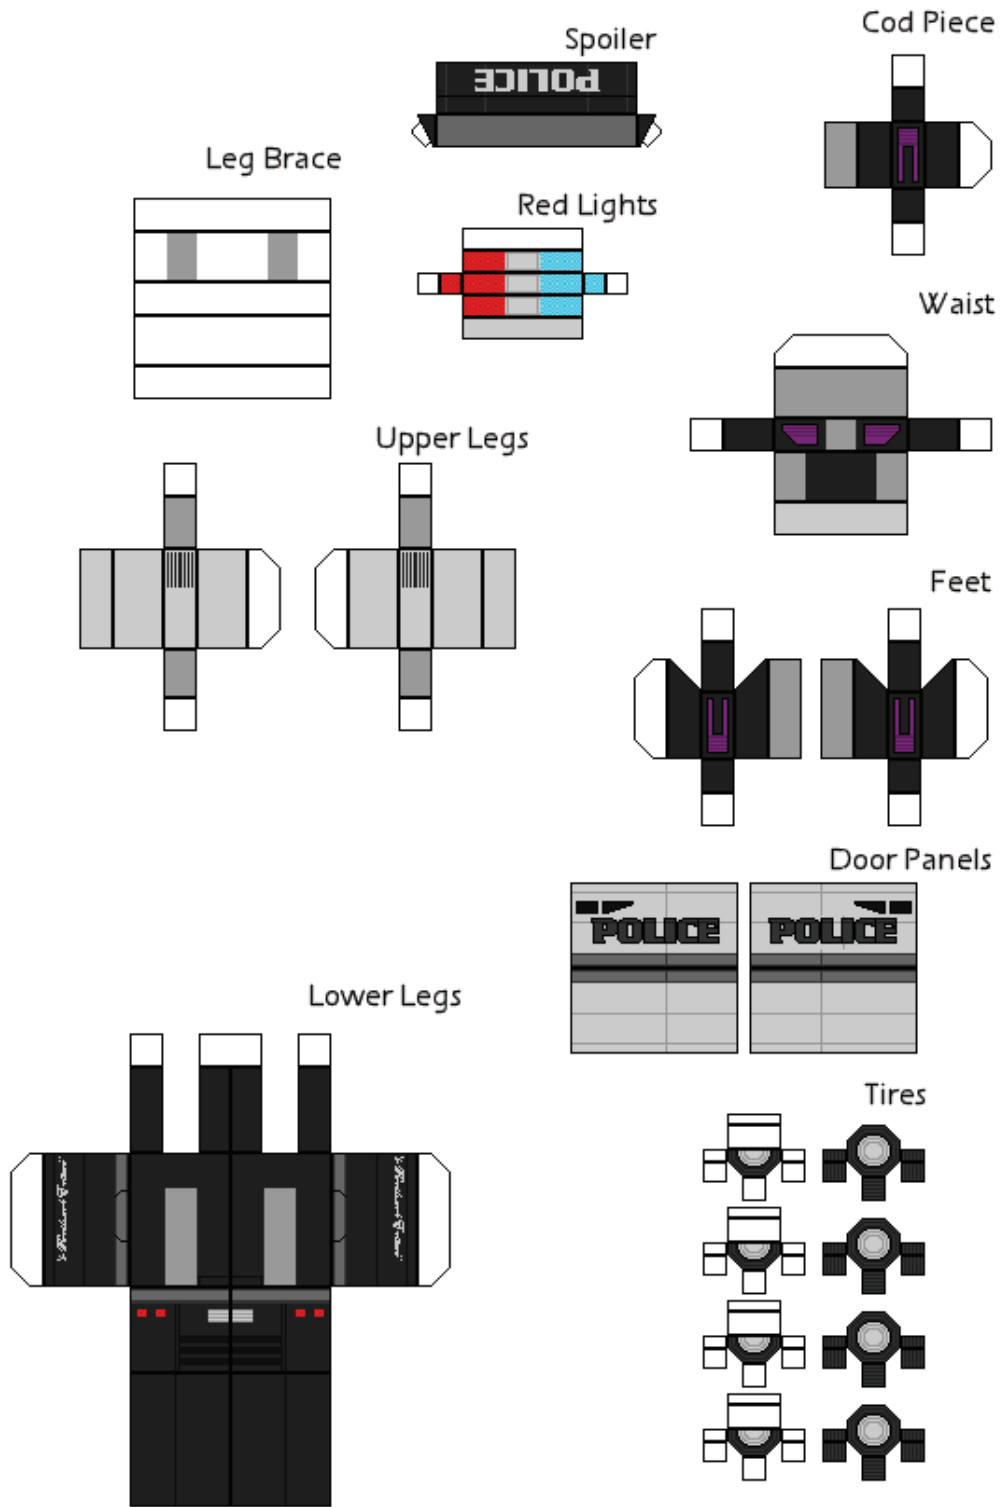 Cod Piece
Spoiler
POLICE
Leg Brace
Red Lights
Waist
Upper Legs
Feet
Door Panels
POLICE
POLICE
Lower Legs
Tires